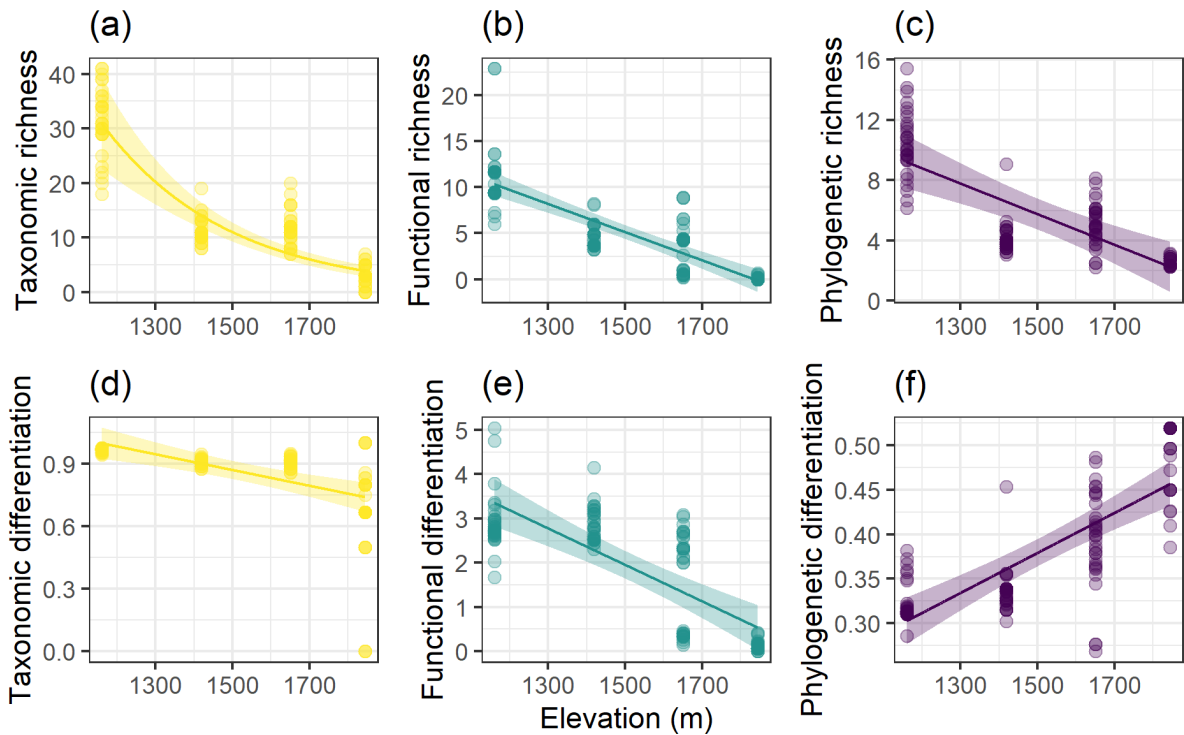 (a)
(b)
(c)
Taxonomic richness
40
30
20
10
0
1300 1500 1700
Functional richness
20
15
10
5
0
1300 1500 1700
Phylogenetic richness
16
12
8
4
0
1300 1500 1700
(d)
(e)
(f)
Taxonomic differentiation
0.9
0.6
0.3
0.0
1300 1500 1700
Functional differentiation
5
4
3
2
1
0
1300 1500 1700
Phylogenetic differentiation
0.50
0.45
0.40
0.35
0.30
1300 1500 1700
Elevation (m)